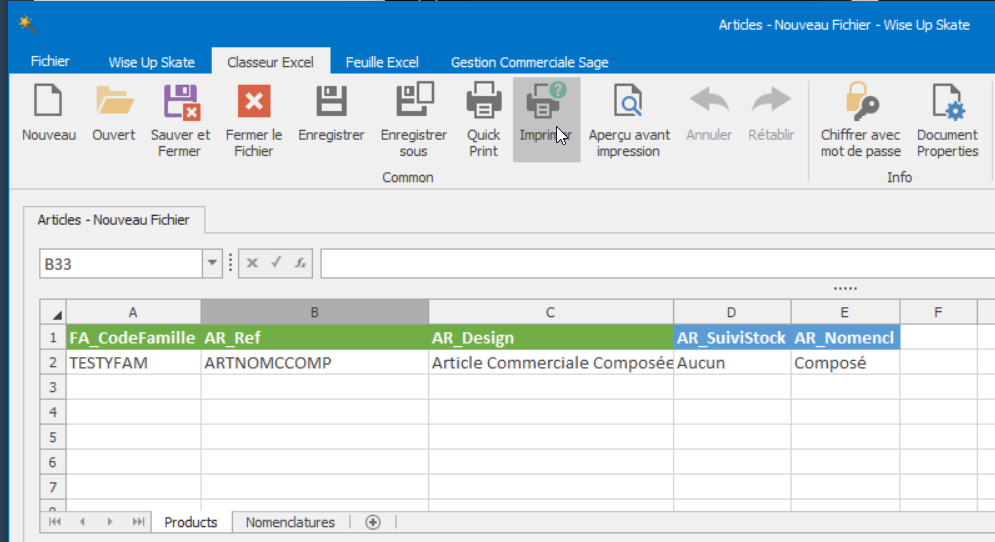 Articles - Nouveau Fichier - Wise Up Skate
Fichier Wise Up Skate Classeur Excel Feuille Excel Gestion Commerciale Sage
Nouveau Ouvert Sauver et Fermer Fermer le Fichier Enregistrer Enregistrer sous Quick Print Imprimer Aperçu avant impression Annuler Rétablir Chiffrer avec mot de passe Document Properties
Common Info
Articles - Nouveau Fichier
B33 fx
A B C D E F
1 FA_CodeFamille AR_Ref AR_Design AR_SuiviStock AR_Nomencl
2 TESTYFAM ARTNOMCCOMP Article Commerciale Composée Aucun Composé
3
4
5
6
7
8
Products Nomenclatures